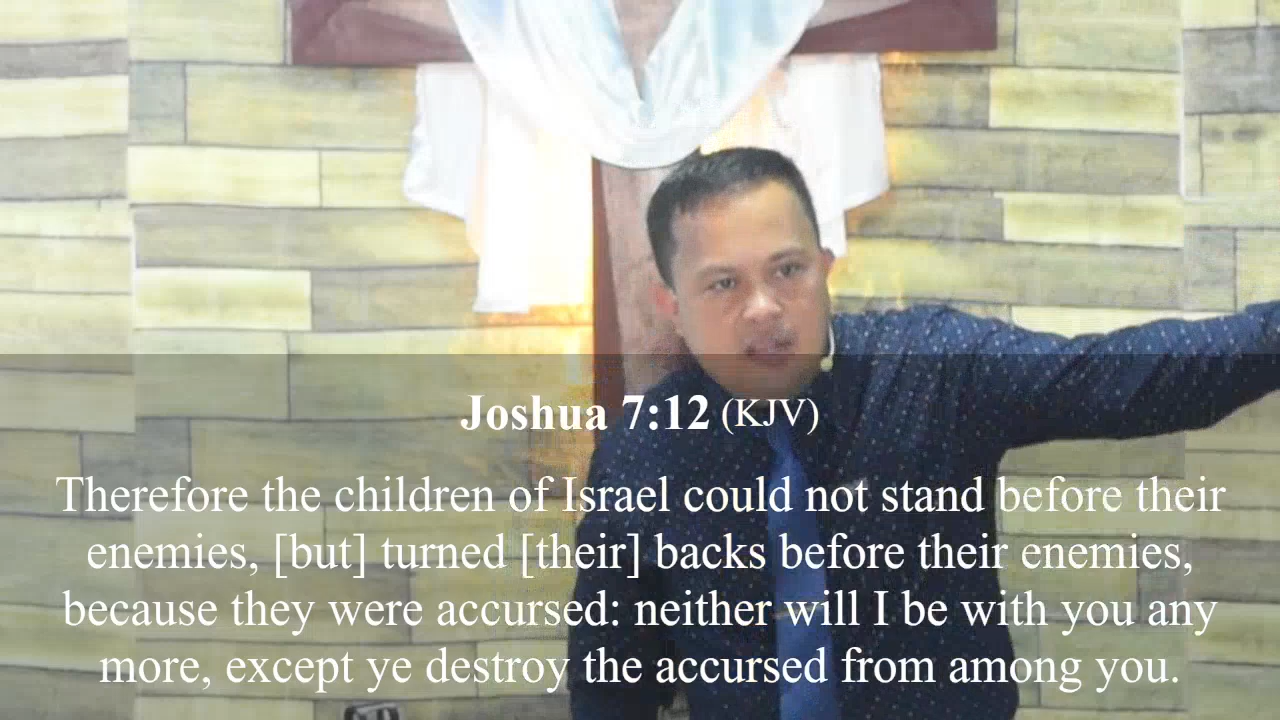 Joshua 7:12 (KJV)
Therefore the children of Israel could not stand before their
enemies, [but] turned [their] backs before their enemies,
because they were accursed: neither will I be with you any
more, except ye destroy the accursed from among you.